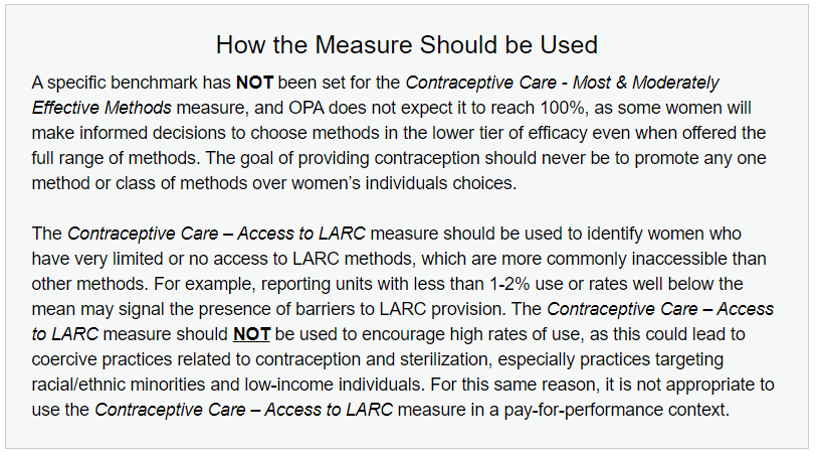 How the Measure Should be Used
A specific benchmark has NOT been set for the Contraceptive Care - Most & Moderately
Effective Methods measure, and OPA does not expect it to reach 100%, as some women will
make informed decisions to choose methods in the lower tier of efficacy even when offered the
full range of methods. The goal of providing contraception should never be to promote any one
method or class of methods over women’s individuals choices.
The Contraceptive Care – Access to LARC measure should be used to identify women who
have very limited or no access to LARC methods, which are more commonly inaccessible than
other methods. For example, reporting units with less than 1-2% use or rates well below the
mean may signal the presence of barriers to LARC provision. The Contraceptive Care – Access
to LARC measure should NOT be used to encourage high rates of use, as this could lead to
coercive practices related to contraception and sterilization, especially practices targeting
racial/ethnic minorities and low-income individuals. For this same reason, it is not appropriate to
use the Contraceptive Care – Access to LARC measure in a pay-for-performance context.